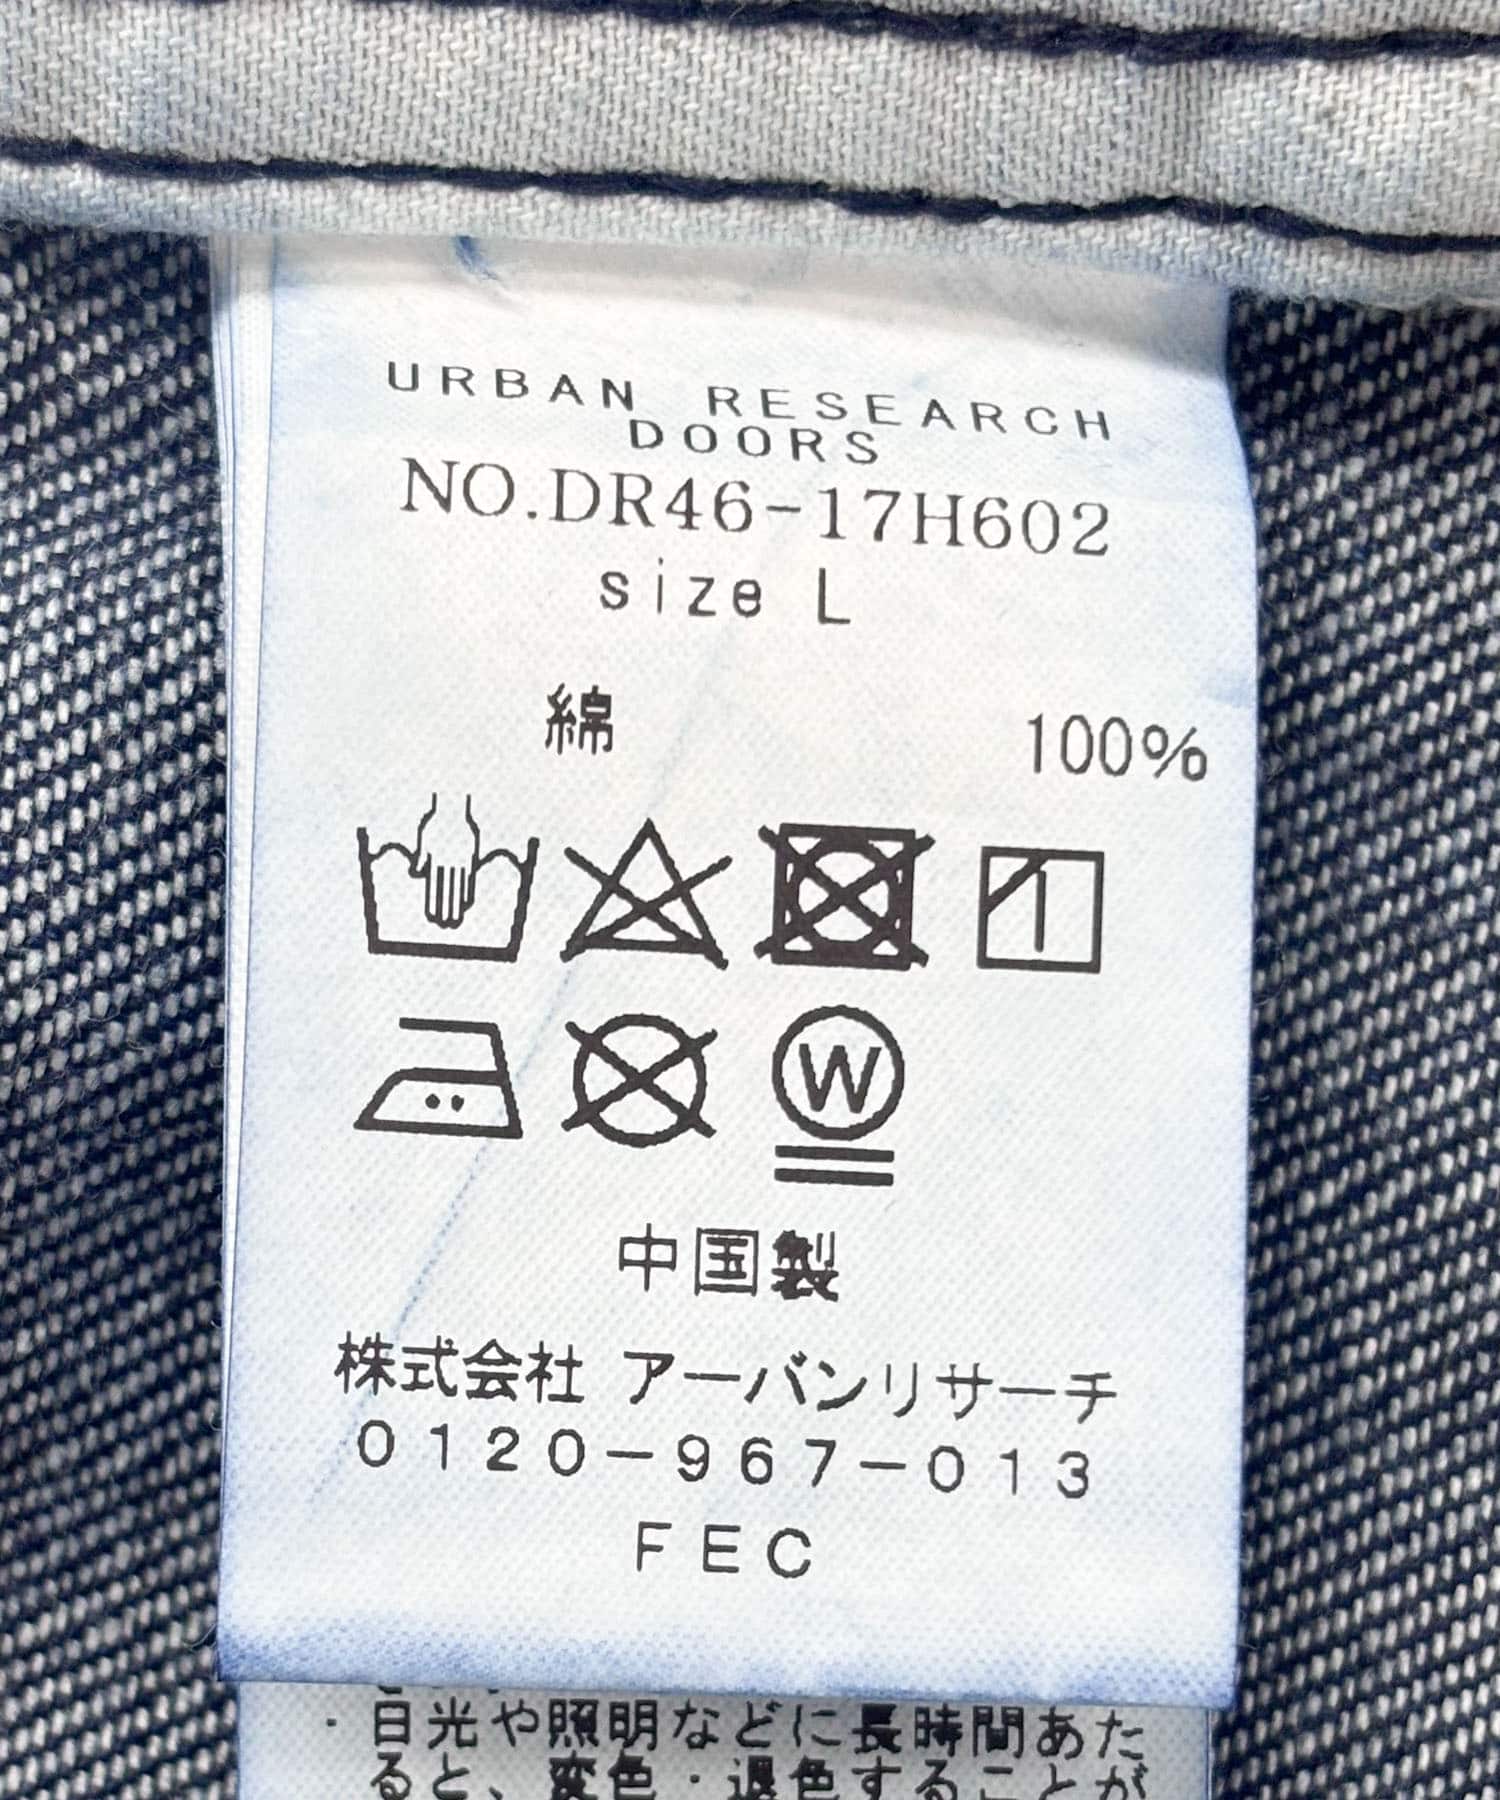 URBAN RESEARCH
DOORS
NO.DR46-17H602
size L
綿 100%
W
中国製
株式会社 アーバンリサーチ
0120-967-013
FEC
・日光や照明などに長時間あた
ると、変色・退色することが